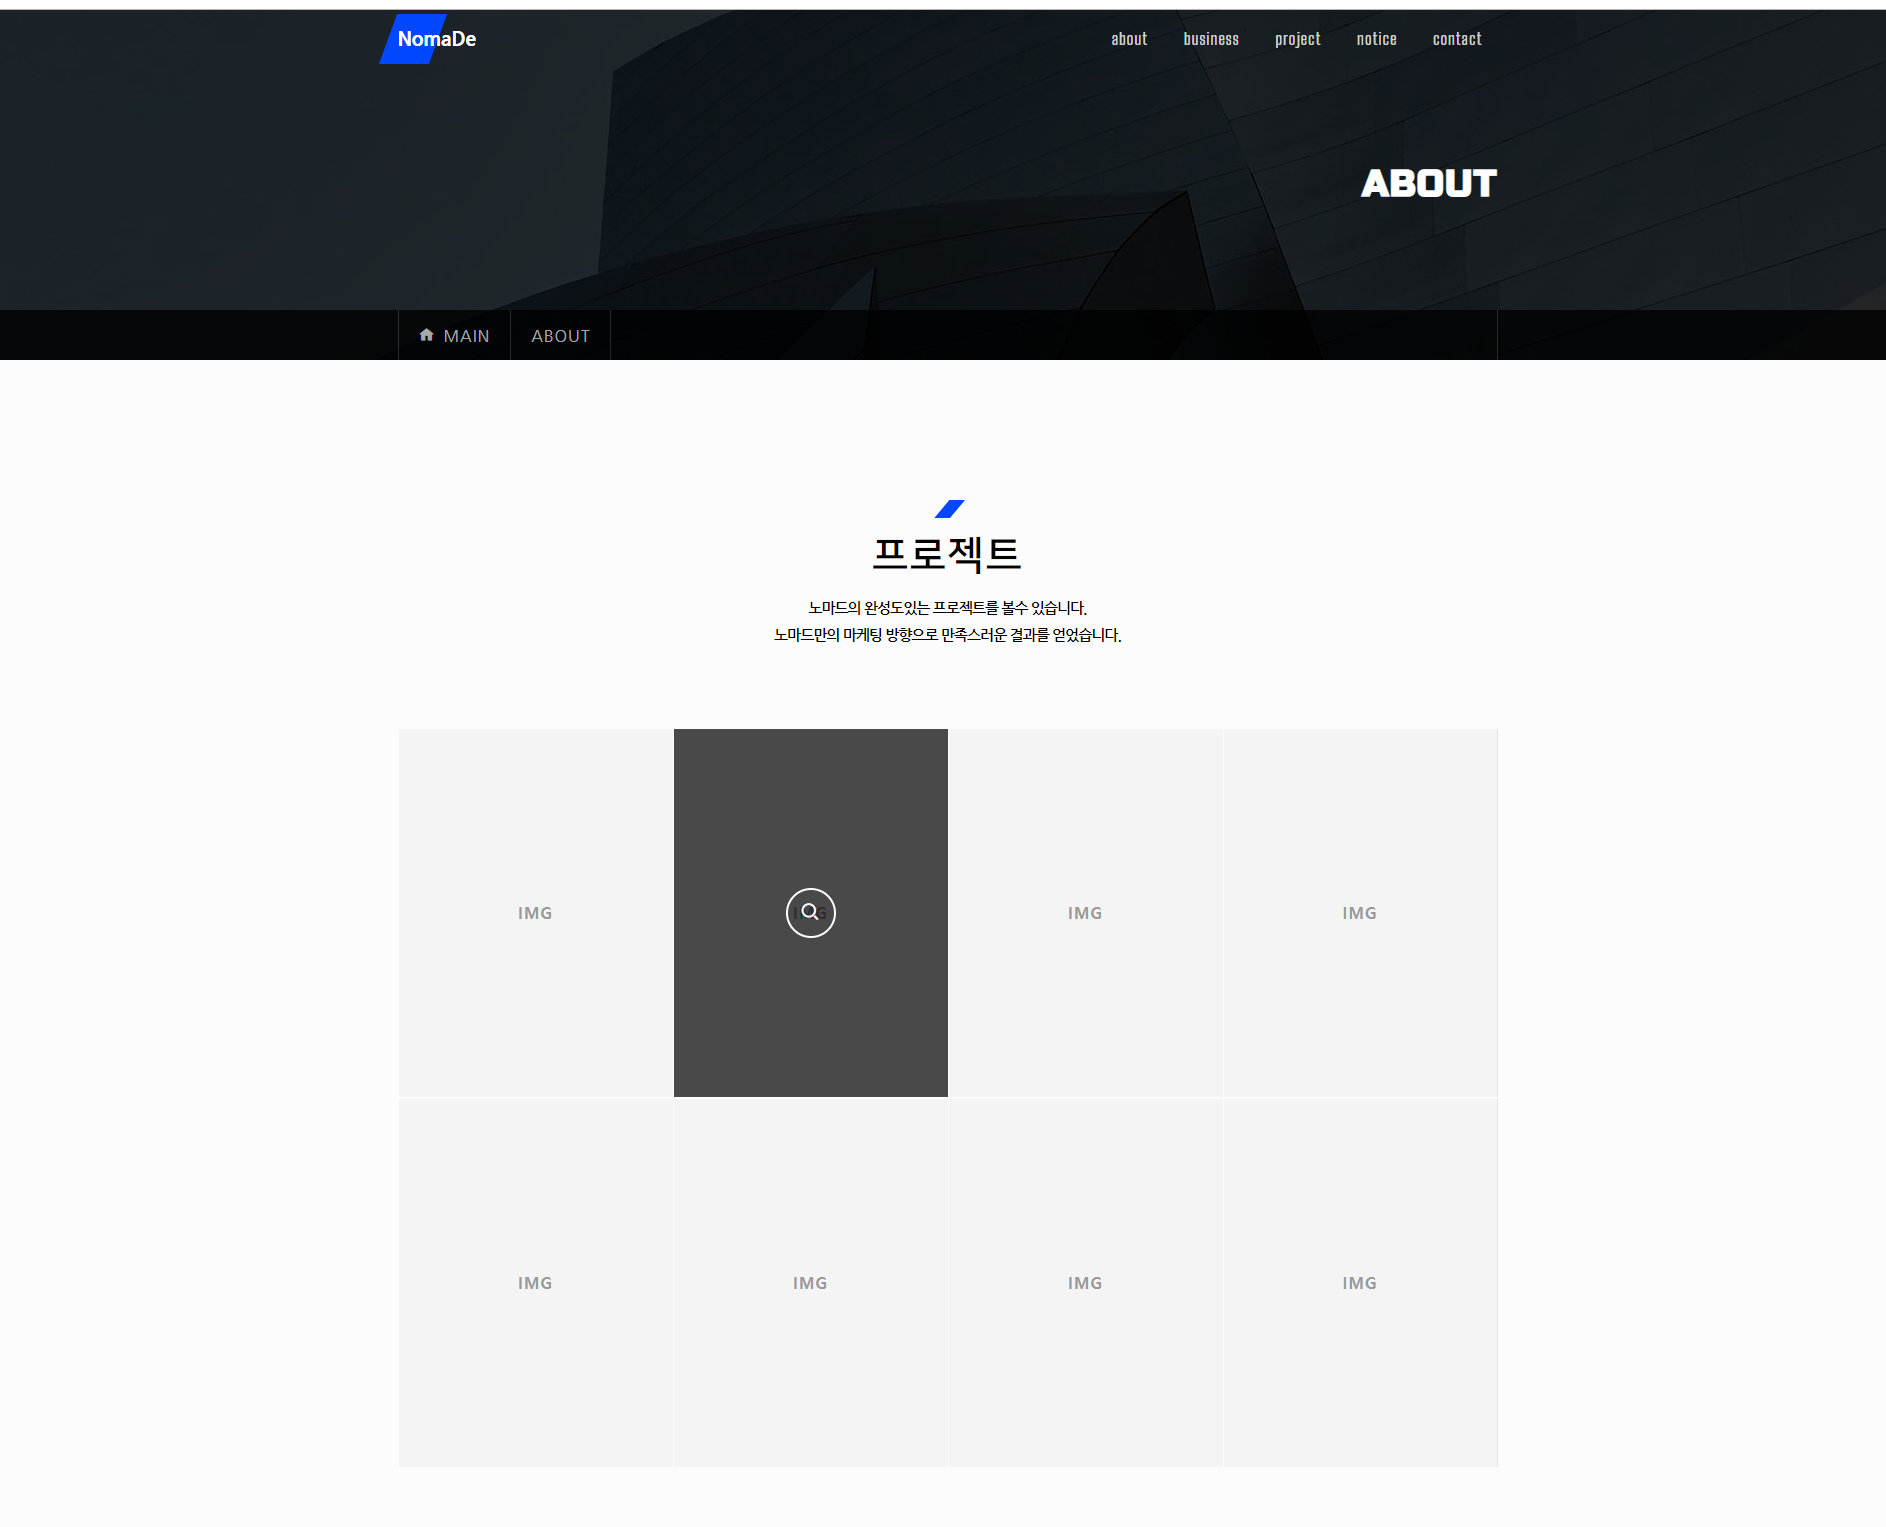 NomaDe
about business project notice contact
ABOUT
MAIN ABOUT
프로젝트
노마드의 완성도있는 프로젝트를 볼수 있습니다.
노마드만의 마케팅 방향으로 만족스러운 결과를 얻었습니다.
IMG IMG IMG IMG
IMG IMG IMG IMG